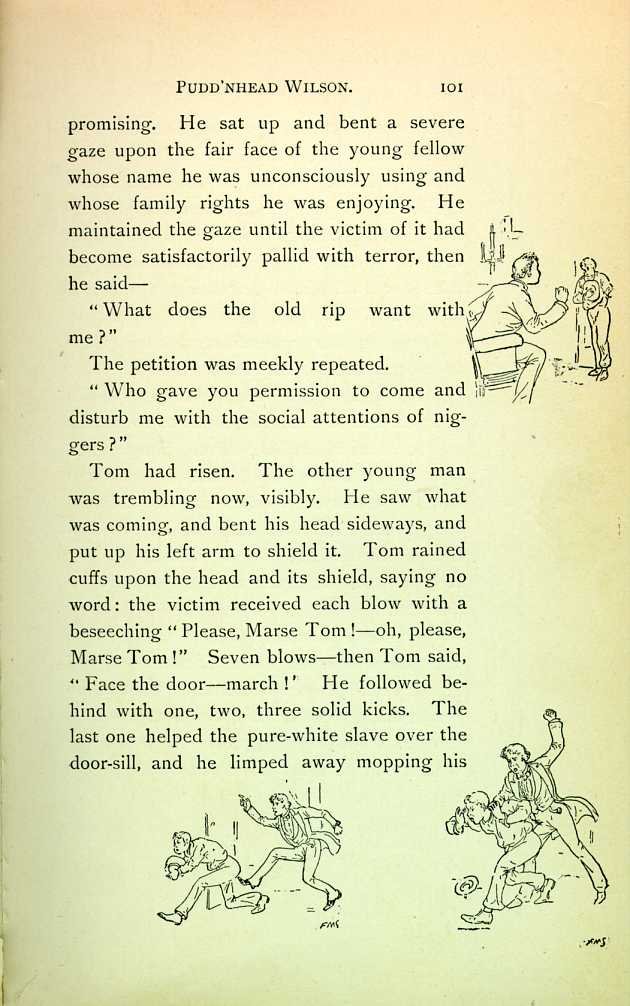 PUDD'NHEAD WILSON. 101
promising. He sat up and bent a severe
gaze upon the fair face of the young fellow
whose name he was unconsciously using and
whose family rights he was enjoying. He
maintained the gaze until the victim of it had
become satisfactorily pallid with terror, then
he said—
"What does the old rip want with
me?"
The petition was meekly repeated.
"Who gave you permission to come and
disturb me with the social attentions of nig-
gers?"
Tom had risen. The other young man
was trembling now, visibly. He saw what
was coming, and bent his head sideways, and
put up his left arm to shield it. Tom rained
cuffs upon the head and its shield, saying no
word: the victim received each blow with a
beseeching "Please, Marse Tom!—oh, please,
Marse Tom!" Seven blows—then Tom said,
"Face the door—march!' He followed be-
hind with one, two, three solid kicks. The
last one helped the pure-white slave over the
door-sill, and he limped away mopping his
FMS
FMS